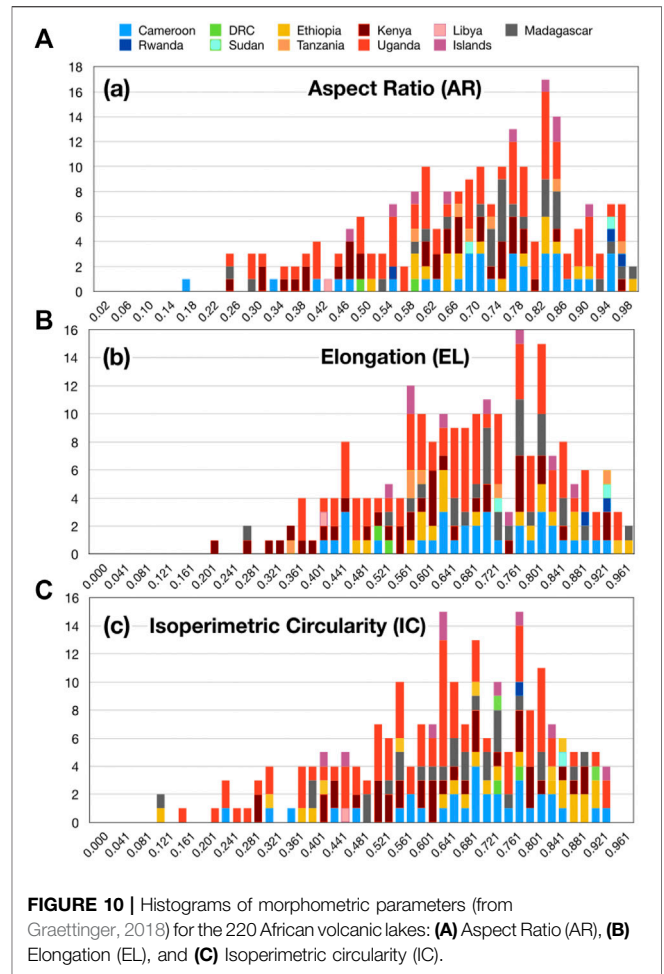 A
Cameroon DRC Ethiopia Kenya Libya Madagascar
Rwanda Sudan Tanzania Uganda Islands
(a) Aspect Ratio (AR)
18
16
14
12
10
8
6
4
2
0
0.02 0.06 0.10 0.14 0.18 0.22 0.26 0.30 0.34 0.38 0.42 0.46 0.50 0.54 0.58 0.62 0.66 0.70 0.74 0.78 0.82 0.86 0.90 0.94 0.98
B
(b) Elongation (EL)
16
14
12
10
8
6
4
2
0
0.000 0.041 0.081 0.121 0.161 0.201 0.241 0.281 0.321 0.361 0.401 0.441 0.481 0.521 0.561 0.601 0.641 0.681 0.721 0.761 0.801 0.841 0.881 0.921 0.961
C
(c) Isoperimetric Circularity (IC)
16
14
12
10
8
6
4
2
0
0.000 0.041 0.081 0.121 0.161 0.201 0.241 0.281 0.321 0.361 0.401 0.441 0.481 0.521 0.561 0.601 0.641 0.681 0.721 0.761 0.801 0.841 0.881 0.921 0.961
FIGURE 10 | Histograms of morphometric parameters (from
Graettinger, 2018) for the 220 African volcanic lakes: (A) Aspect Ratio (AR), (B)
Elongation (EL), and (C) Isoperimetric circularity (IC).